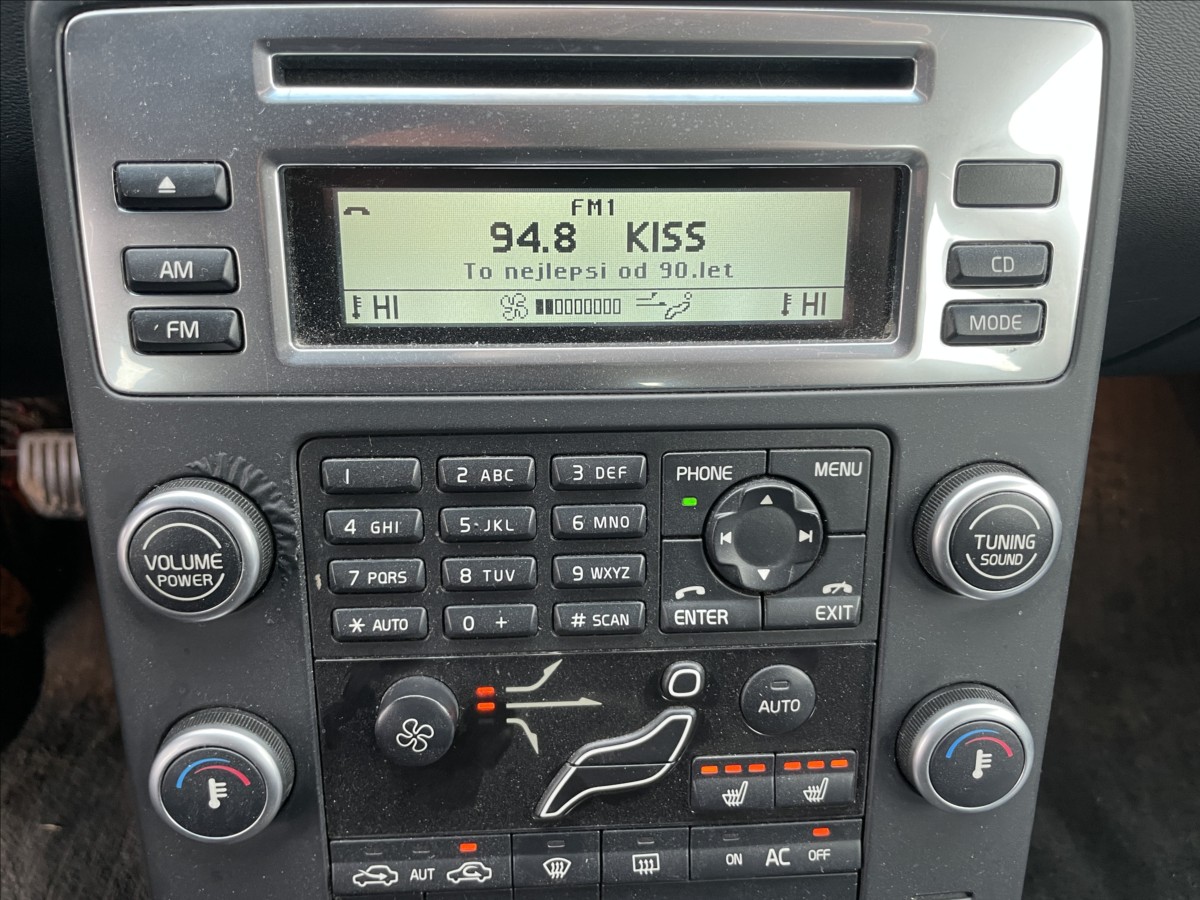 FM1
94.8 KISS
To nejlepsi od 90.let
HI HI
AM
FM
CD
MODE
1 2 ABC 3 DEF
4 GHI 5 JKL 6 MNO
7 PQRS 8 TUV 9 WXYZ
* AUTO 0 + # SCAN
PHONE MENU
ENTER EXIT
VOLUME
POWER
TUNING
SOUND
AUTO
AUT
ON AC OFF